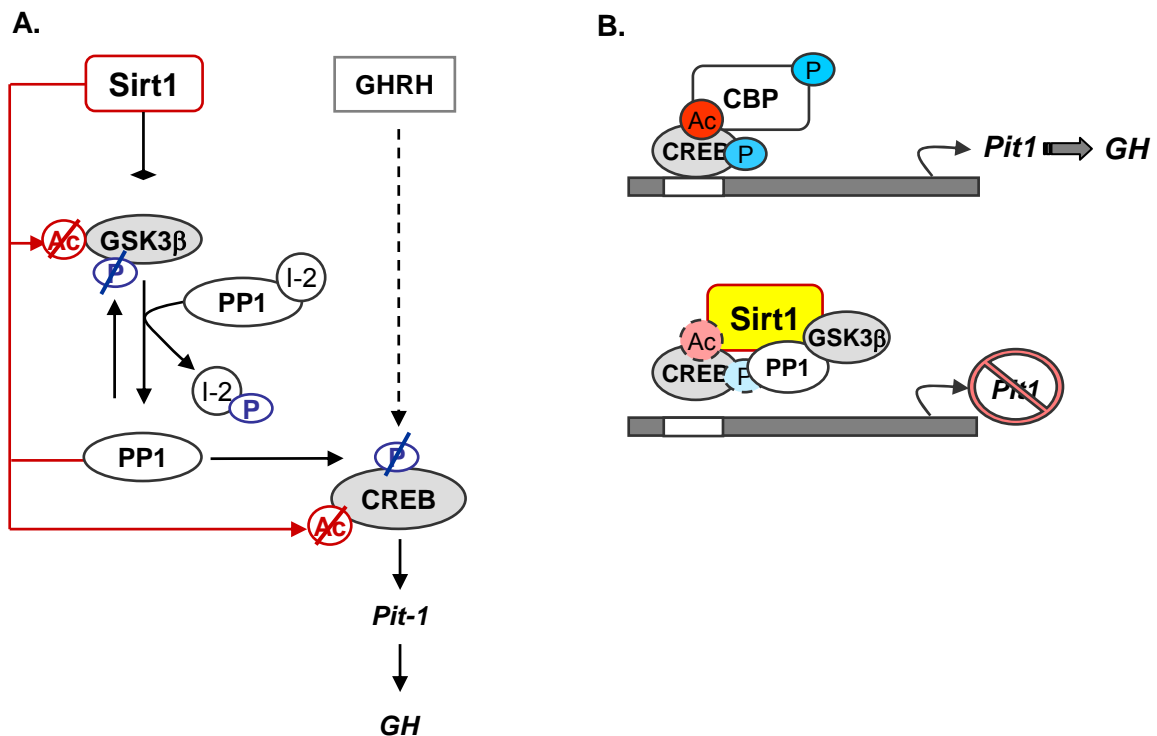 A.
Sirt1
GHRH
Ac
GSK3β
P
I-2
PP1
I-2
P
PP1
P
CREB
Ac
Pit-1
GH
B.
P
CBP
Ac
CREB
P
Pit1
GH
Sirt1
Ac
GSK3β
CREB
P
PP1
Pit1